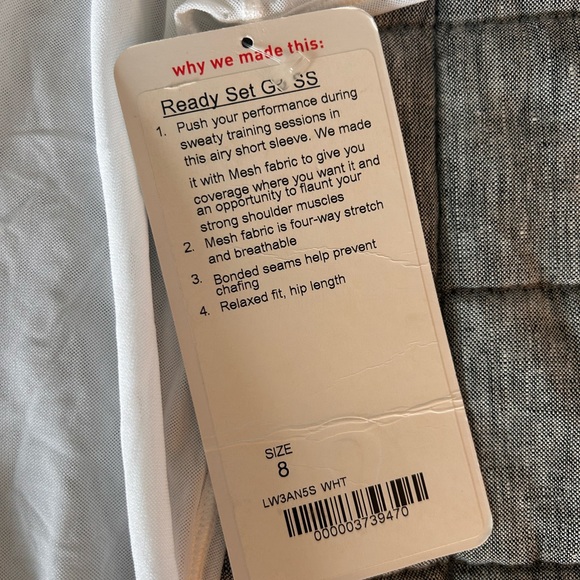 why we made this:
Ready Set Go SS
1. Push your performance during
sweaty training sessions in
this airy short sleeve. We made
it with Mesh fabric to give you
coverage where you want it and
an opportunity to flaunt your
strong shoulder muscles
2. Mesh fabric is four-way stretch
and breathable
3. Bonded seams help prevent
chafing
4. Relaxed fit, hip length
SIZE
8
LW3AN5S WHT
000003739470